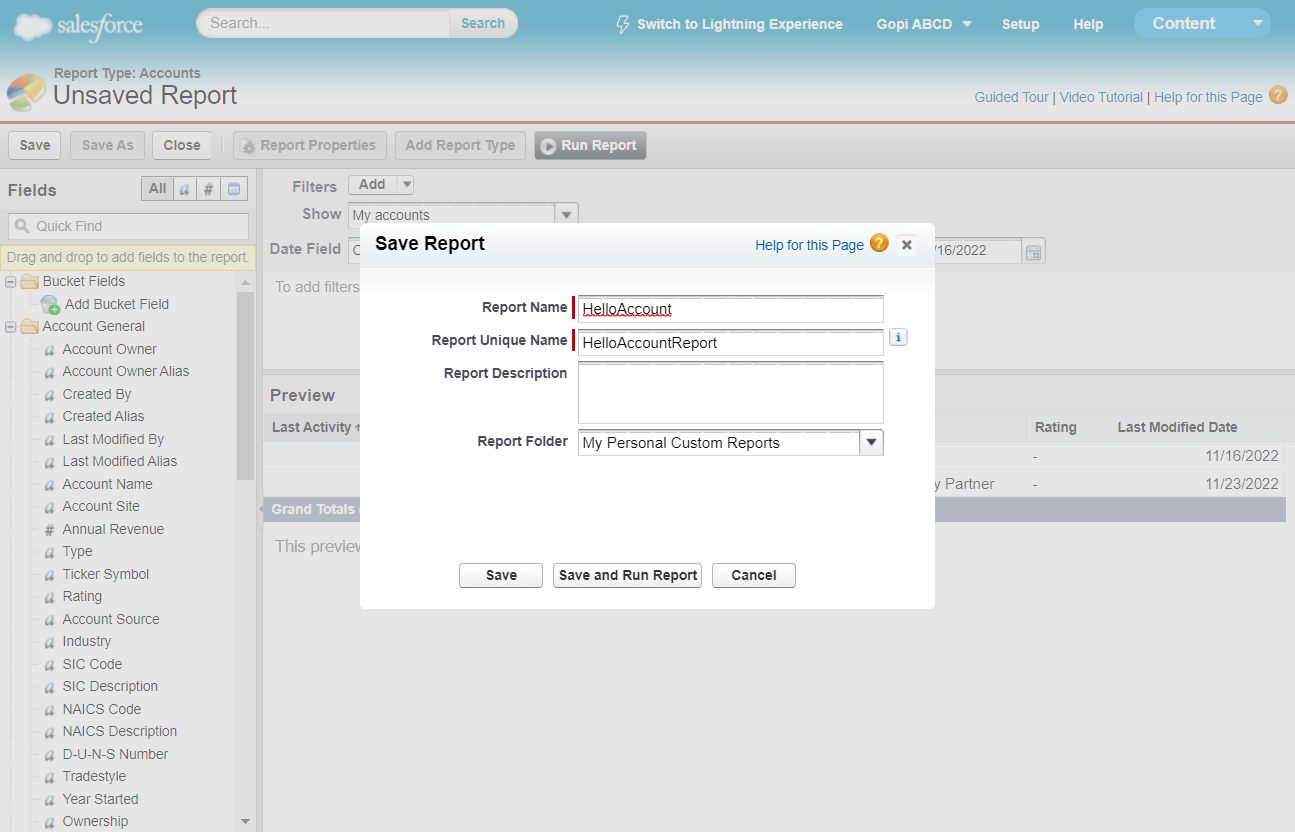 salesforce
Search...
Search
Switch to Lightning Experience
Gopi ABCD
Setup
Help
Content
Report Type: Accounts
Unsaved Report
Guided Tour | Video Tutorial | Help for this Page ?
Save
Save As
Close
Report Properties
Add Report Type
Run Report
Fields
All
a
#
Quick Find
Drag and drop to add fields to the report.
Bucket Fields
Add Bucket Field
Account General
a Account Owner
a Account Owner Alias
a Created By
a Created Alias
a Last Modified By
a Last Modified Alias
a Account Name
a Account Site
# Annual Revenue
a Type
a Ticker Symbol
a Rating
a Account Source
a Industry
a SIC Code
a SIC Description
a NAICS Code
a NAICS Description
a D-U-N-S Number
a Tradestyle
a Year Started
a Ownership
Filters
Add
Show
My accounts
Date Field
/16/2022
To add filters
Save Report
Help for this Page ?
Report Name
HelloAccount
Report Unique Name
HelloAccountReport
i
Report Description
Report Folder
My Personal Custom Reports
Save
Save and Run Report
Cancel
Preview
Last Activity
Rating
Last Modified Date
-
11/16/2022
y Partner
-
11/23/2022
Grand Totals
This preview